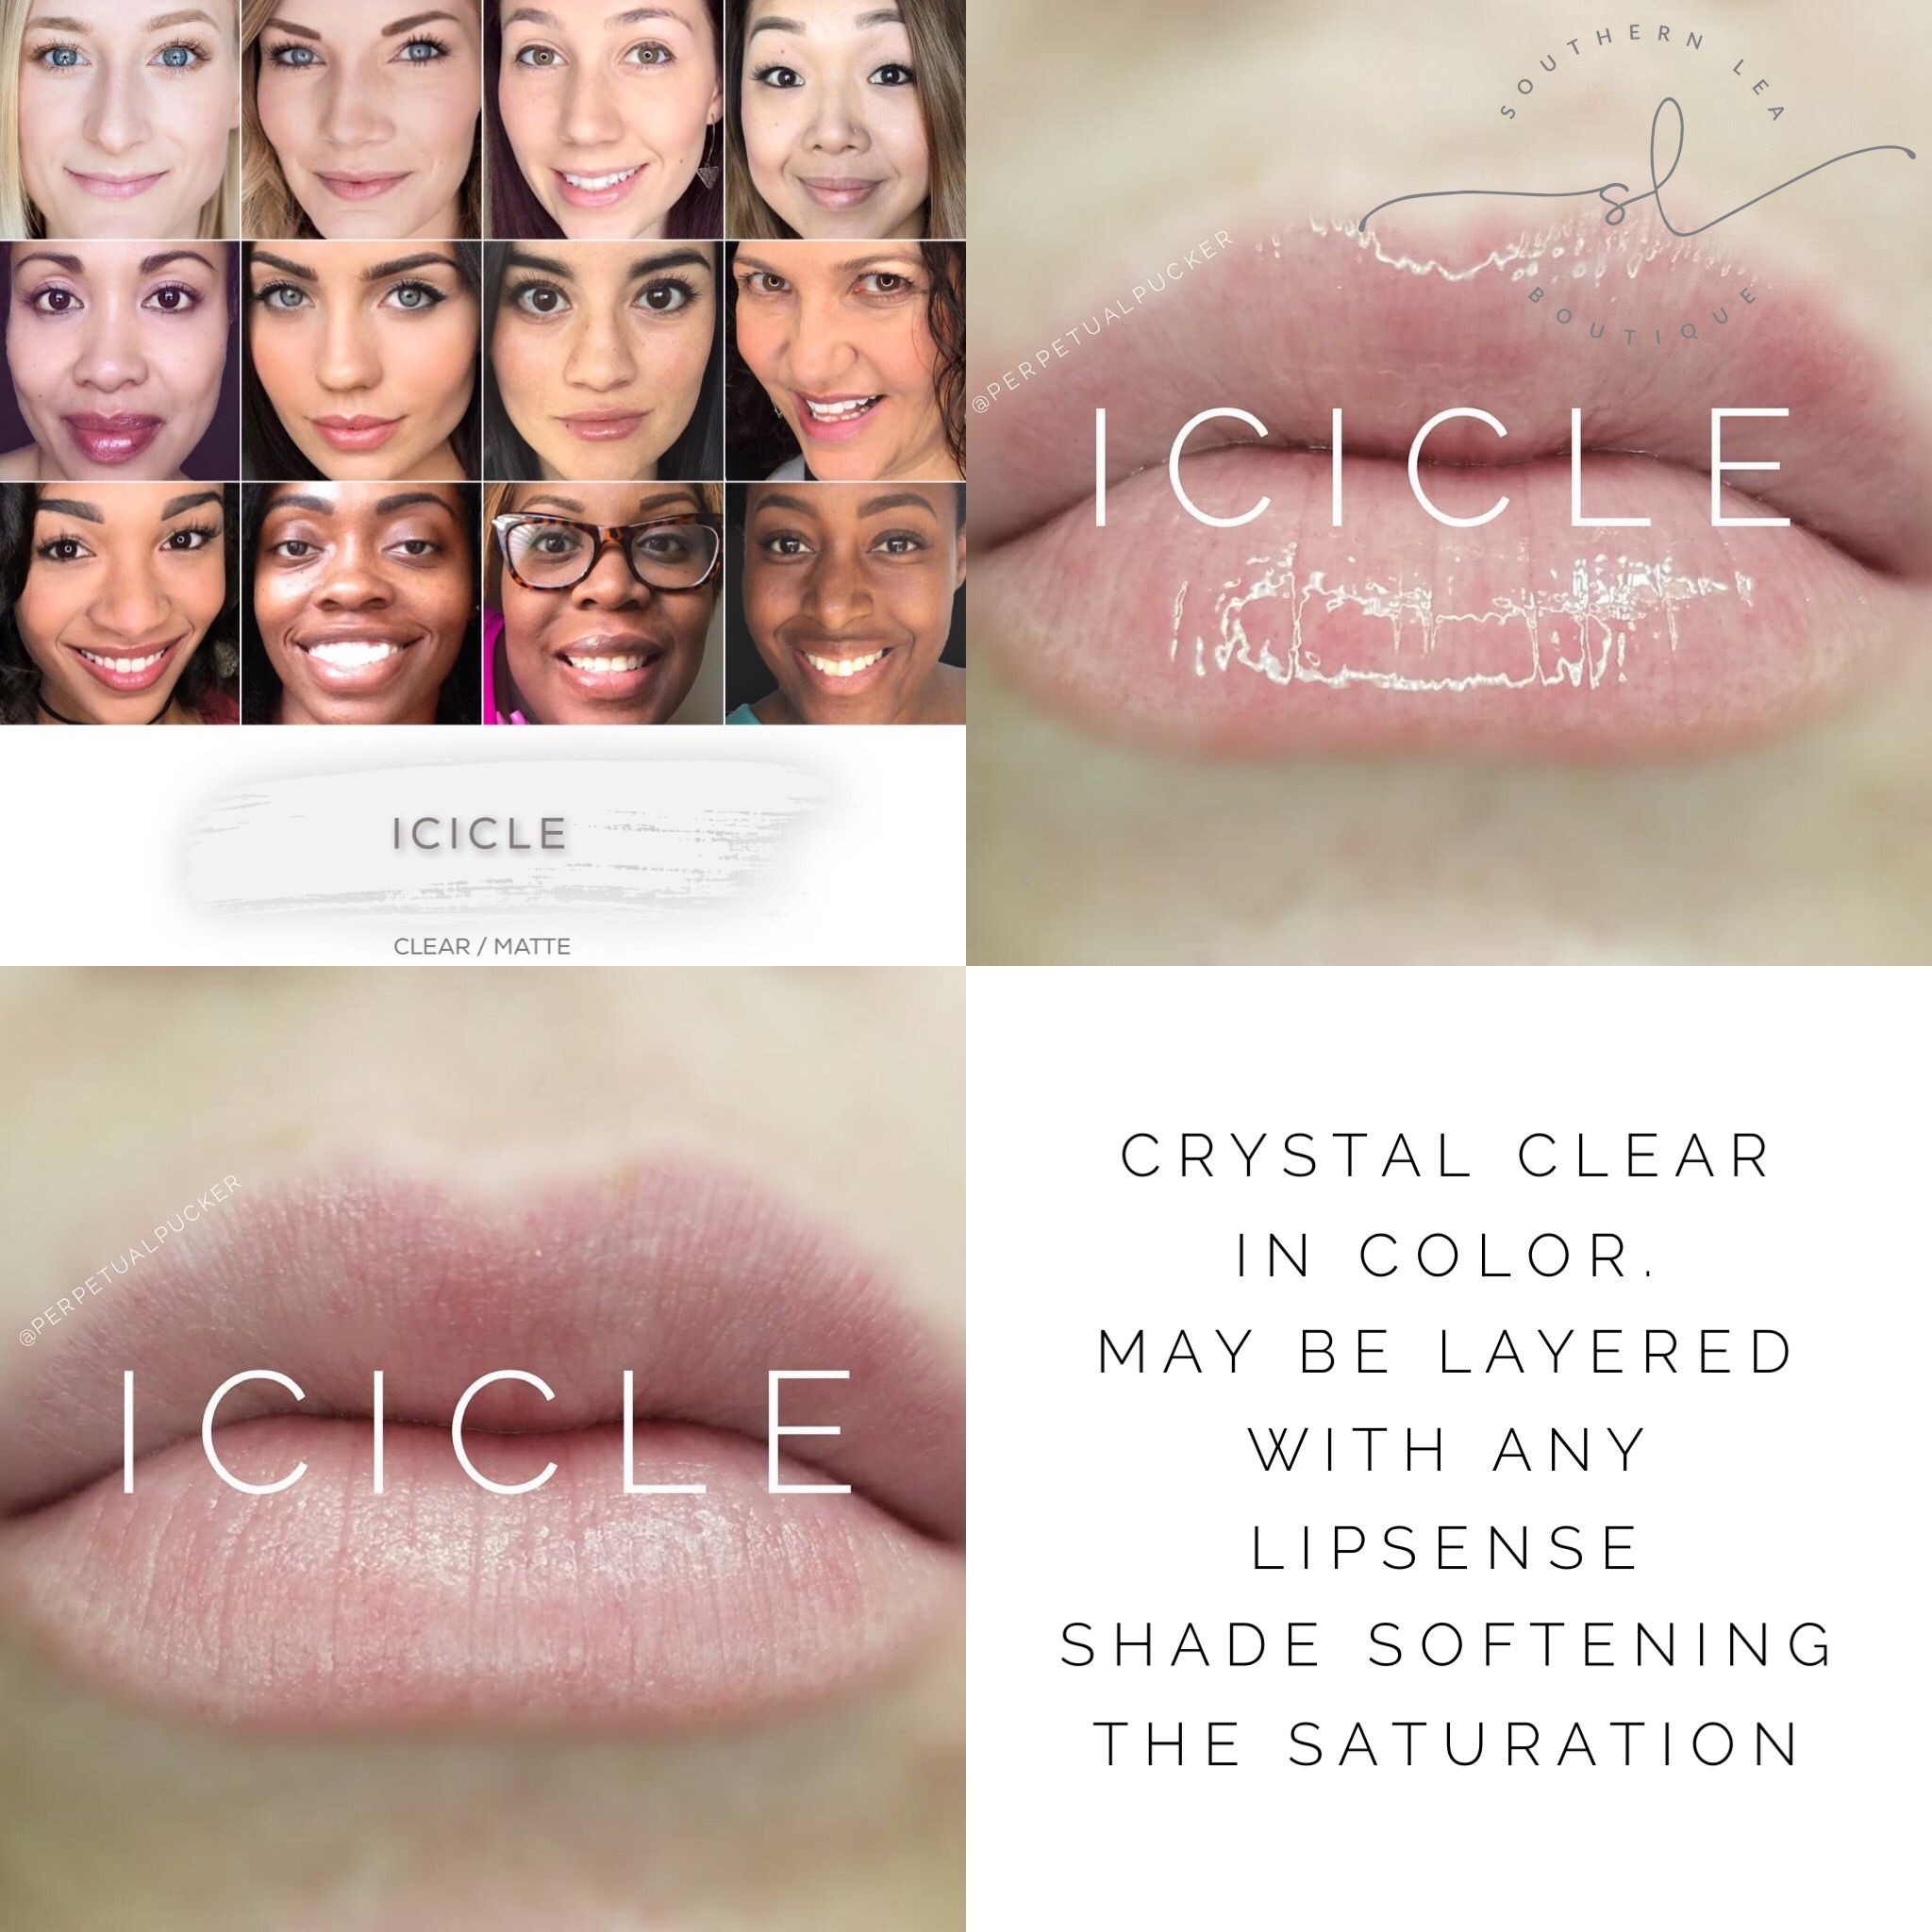 ICICLE
CLEAR / MATTE
SOUTHERN LEA
sl
BOUTIQUE
@PERPETUALPUCKER
ICICLE
@PERPETUALPUCKER
ICICLE
CRYSTAL CLEAR
IN COLOR.
MAY BE LAYERED
WITH ANY
LIPSENSE
SHADE SOFTENING
THE SATURATION